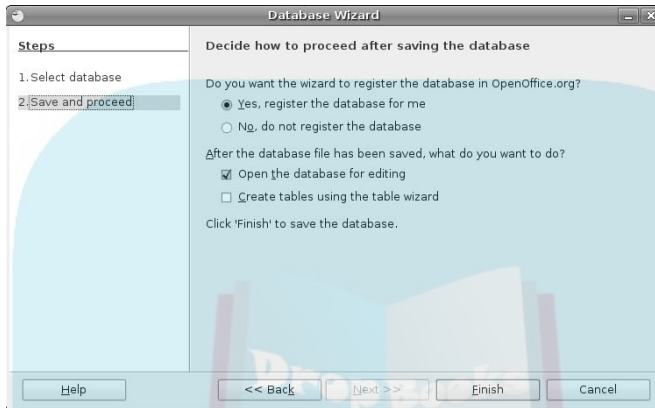 Database Wizard
Steps
1.Select database
2.Save and proceed
Decide how to proceed after saving the database
Do you want the wizard to register the database in OpenOffice.org?
Yes, register the database for me
No, do not register the database
After the database file has been saved, what do you want to do?
Open the database for editing
Create tables using the table wizard
Click 'Finish' to save the database.
DropBooks
Help
<< Back
Next >>
Finish
Cancel